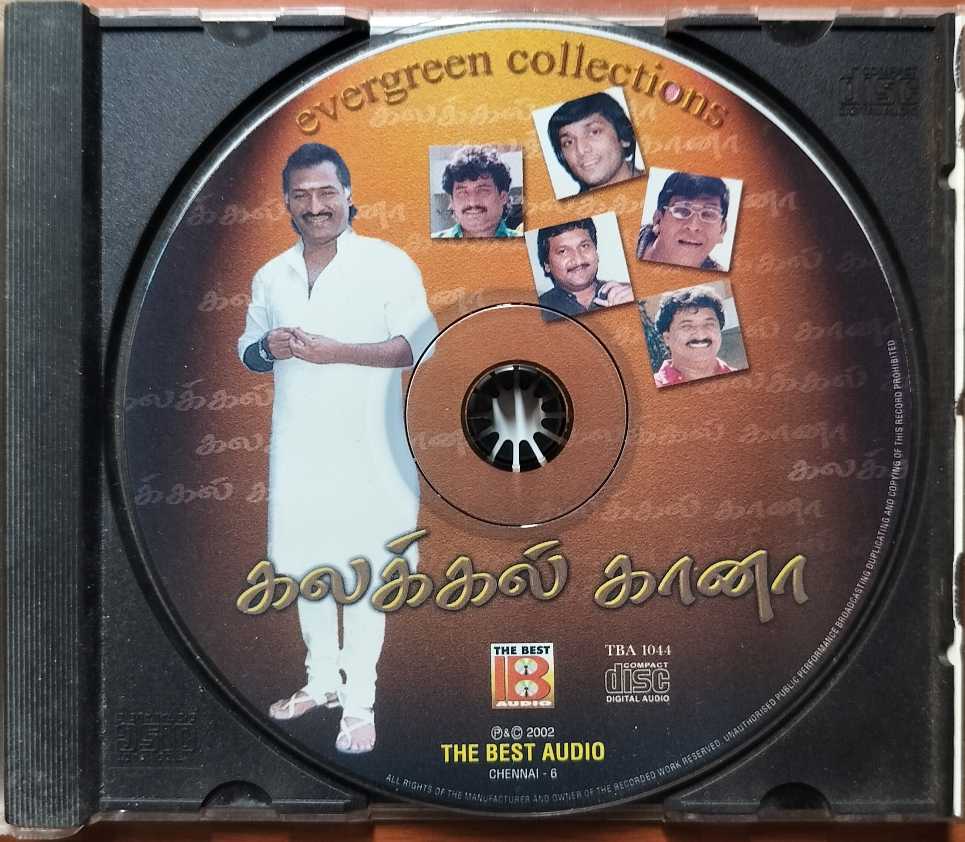 evergreen collections
கலக்கல் கானா
THE BEST
B
AUDIO
TBA 1044
COMPACT
disc
DIGITAL AUDIO
℗&© 2002
THE BEST AUDIO
CHENNAI - 6
ALL RIGHTS OF THE MANUFACTURER AND OWNER OF THE RECORDED WORK RESERVED. UNAUTHORISED PUBLIC PERFORMANCE BROADCASTING DUPLICATING AND COPYING OF THIS RECORD PROHIBITED